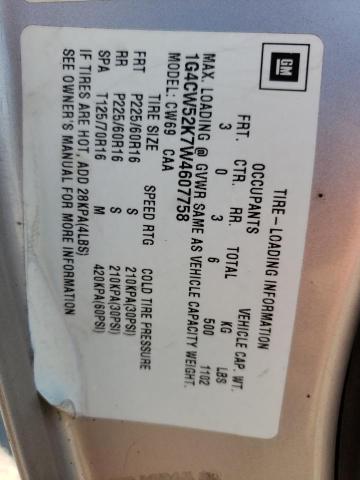 GM
TIRE-LOADING INFORMATION
OCCUPANTS VEHICLE CAP. WT.
FRT. CTR. RR. TOTAL KG LBS
3 0 3 6 500 1102
MAX. LOADING @ GVWR SAME AS VEHICLE CAPACITY WEIGHT.
1G4CW52K7W4607758
MODEL: CW69 CAA
TIRE SIZE SPEED RTG COLD TIRE PRESSURE
FRT P225/60R16 S 210KPA(30PSI)
RR P225/60R16 S 210KPA(30PSI)
SPA T125/70R16 M 420KPA(60PSI)
IF TIRES ARE HOT, ADD 28KPA(4LBS)
SEE OWNER'S MANUAL FOR MORE INFORMATION